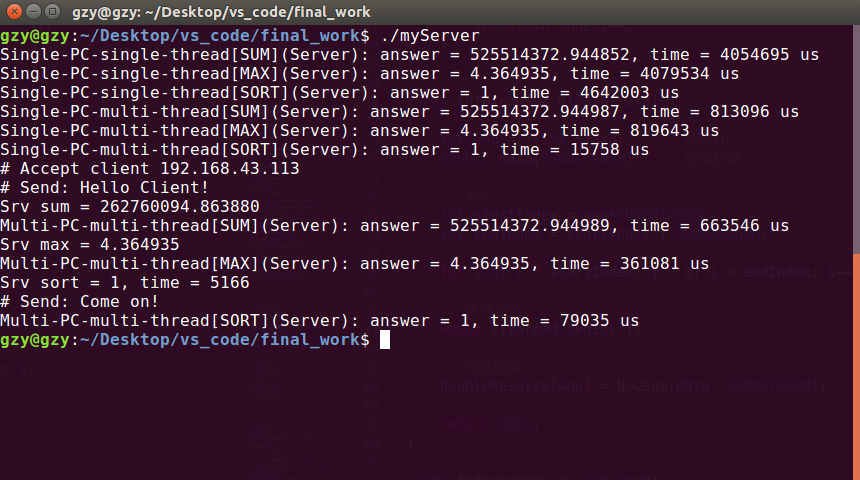 gzy@gzy: ~/Desktop/vs_code/final_work
gzy@gzy:~/Desktop/vs_code/final_work$ ./myServer
Single-PC-single-thread[SUM](Server): answer = 525514372.944852, time = 4054695 us
Single-PC-single-thread[MAX](Server): answer = 4.364935, time = 4079534 us
Single-PC-single-thread[SORT](Server): answer = 1, time = 4642003 us
Single-PC-multi-thread[SUM](Server): answer = 525514372.944987, time = 813096 us
Single-PC-multi-thread[MAX](Server): answer = 4.364935, time = 819643 us
Single-PC-multi-thread[SORT](Server): answer = 1, time = 15758 us
# Accept client 192.168.43.113
# Send: Hello Client!
Srv sum = 262760094.863880
Multi-PC-multi-thread[SUM](Server): answer = 525514372.944989, time = 663546 us
Srv max = 4.364935
Multi-PC-multi-thread[MAX](Server): answer = 4.364935, time = 361081 us
Srv sort = 1, time = 5166
# Send: Come on!
Multi-PC-multi-thread[SORT](Server): answer = 1, time = 79035 us
gzy@gzy:~/Desktop/vs_code/final_work$